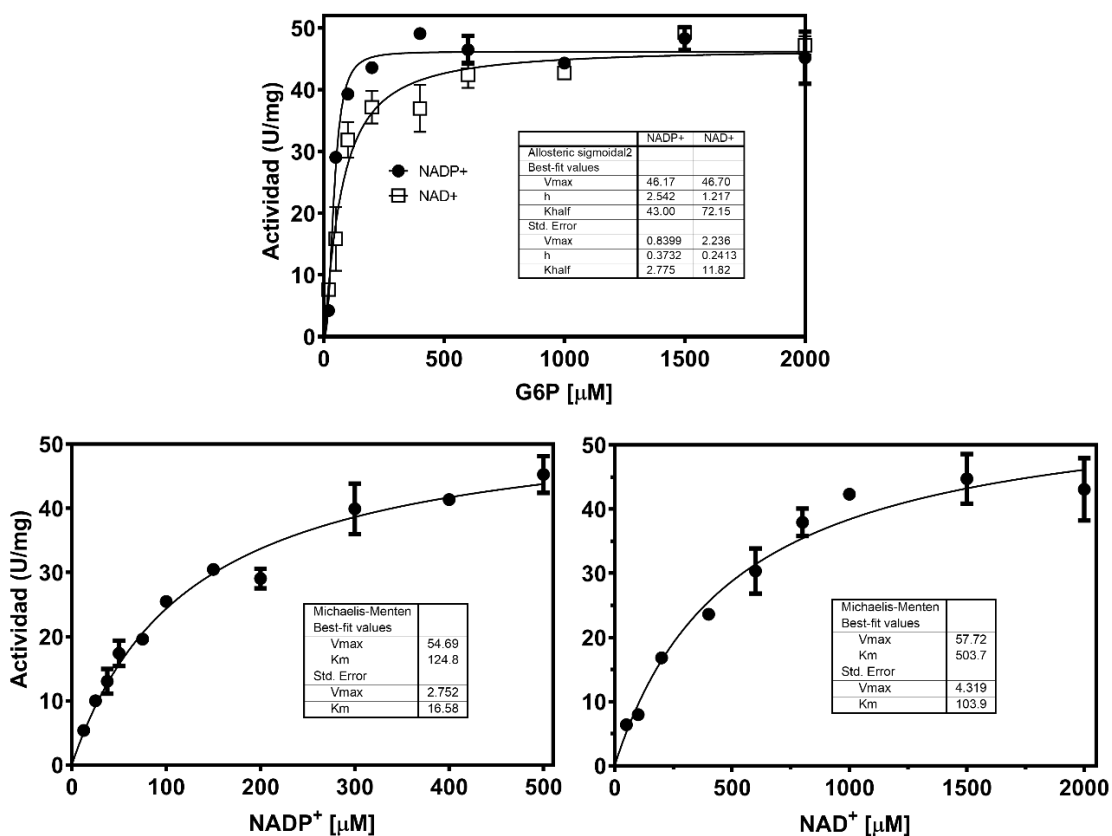 50
40
30
20
10
0
Actividad (U/mg)
NADP+
NAD+
NADP+ NAD+
Allosteric sigmoidal2
Best-fit values
Vmax 46.17 46.70
h 2.542 1.217
Khalf 43.00 72.15
Std. Error
Vmax 0.8399 2.236
h 0.3732 0.2413
Khalf 2.775 11.82
0 500 1000 1500 2000
G6P [µM]
50
40
30
20
10
0
Actividad (U/mg)
Michaelis-Menten
Best-fit values
Vmax 54.69
Km 124.8
Std. Error
Vmax 2.752
Km 16.58
0 100 200 300 400 500
NADP⁺ [µM]
50
40
30
20
10
0
Michaelis-Menten
Best-fit values
Vmax 57.72
Km 503.7
Std. Error
Vmax 4.319
Km 103.9
0 500 1000 1500 2000
NAD⁺ [µM]